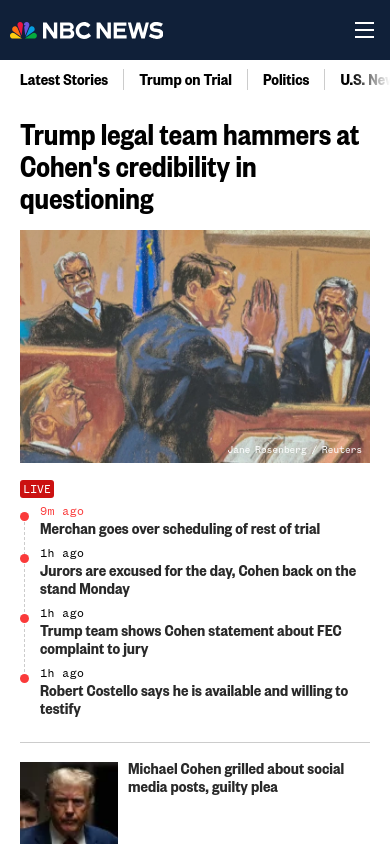 NBC NEWS
Latest Stories
Trump on Trial
Politics
U.S. Ne
Trump legal team hammers at
Cohen's credibility in
questioning
Jane Rosenberg / Reuters
LIVE
9m ago
Merchan goes over scheduling of rest of trial
1h ago
Jurors are excused for the day, Cohen back on the
stand Monday
1h ago
Trump team shows Cohen statement about FEC
complaint to jury
1h ago
Robert Costello says he is available and willing to
testify
Michael Cohen grilled about social
media posts, guilty plea